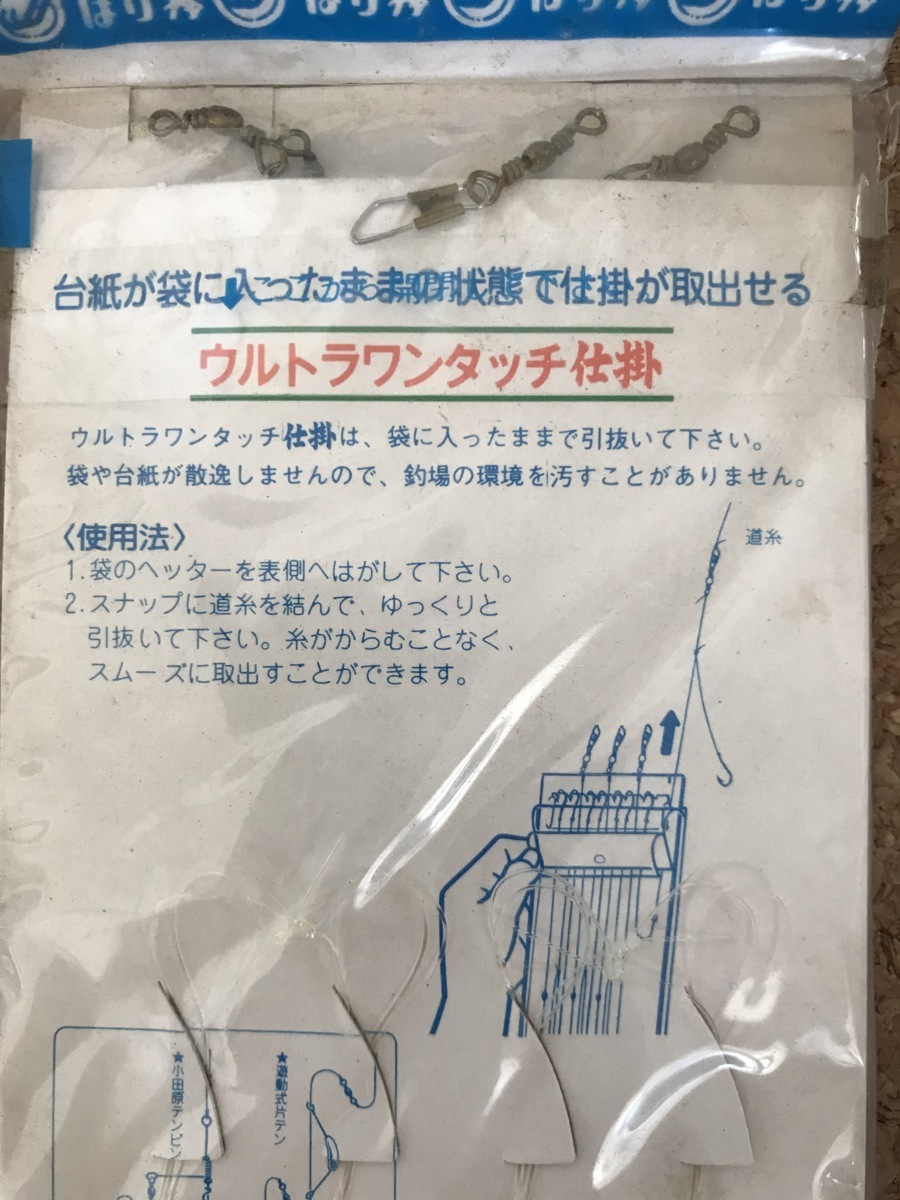 台紙が袋に入ったままの状態で仕掛が取出せる
ウルトラワンタッチ仕掛
ウルトラワンタッチ仕掛は、袋に入ったままで引抜いて下さい。
袋や台紙が散逸しませんので、釣場の環境を汚すことがありません。
道糸
〈使用法〉
1.袋のヘッターを表側へはがして下さい。
2.スナップに道糸を結んで、ゆっくりと
引抜いて下さい。糸がからむことなく、
スムーズに取出すことができます。
★遊動式片テン
★小田原テンビン